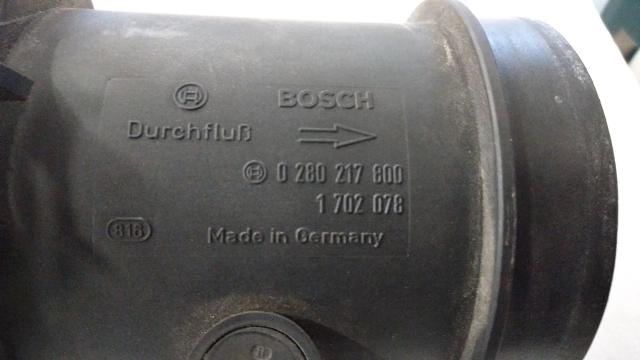 BOSCH
Durchfluß
0 280 217 800
1 702 078
816
Made in Germany